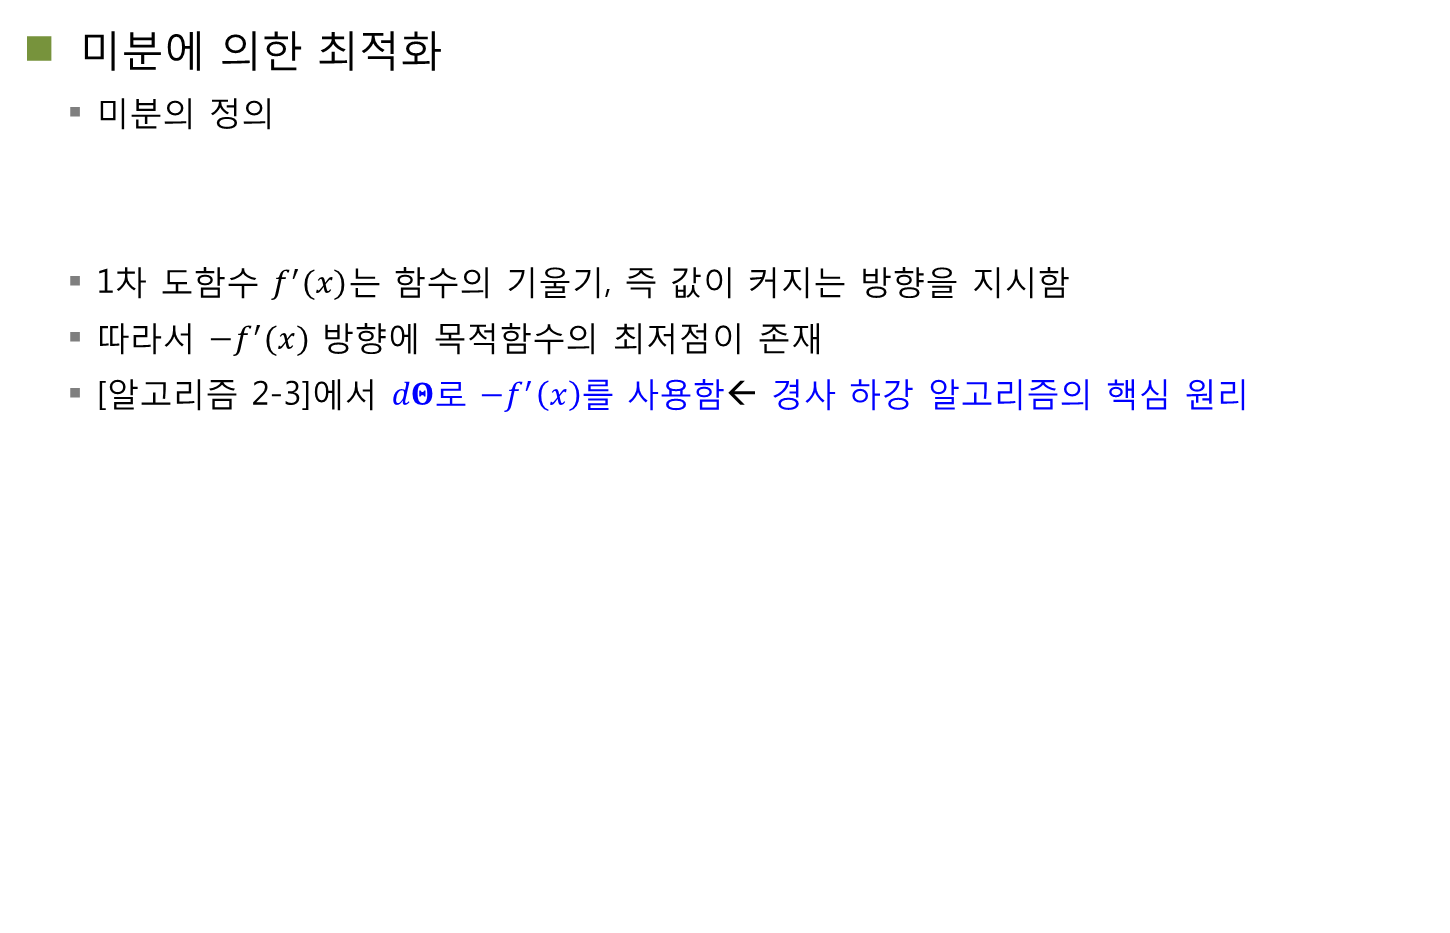 미분에 의한 최적화
미분의 정의
1차 도함수 f′(x)는 함수의 기울기, 즉 값이 커지는 방향을 지시함
따라서 −f′(x) 방향에 목적함수의 최저점이 존재
[알고리즘 2-3]에서 dΘ로 −f′(x)를 사용함← 경사 하강 알고리즘의 핵심 원리